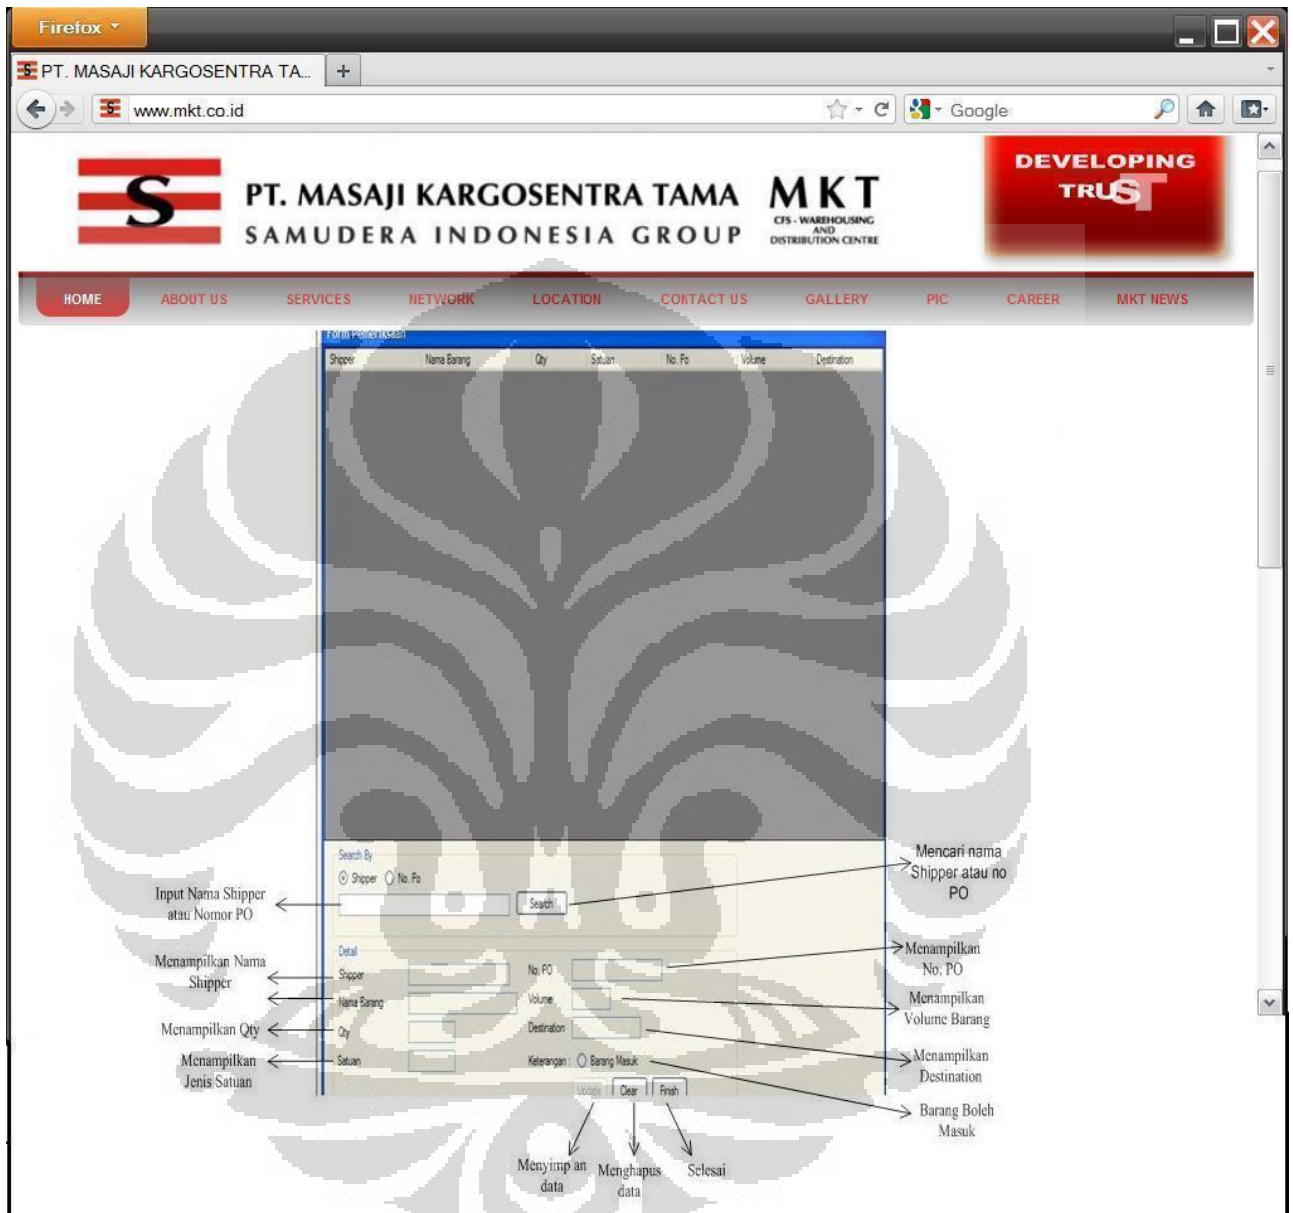 Firefox
PT. MASAJI KARGOSENTRA TA...
www.mkt.co.id
Google
S
PT. MASAJI KARGOSENTRA TAMA
SAMUDERA INDONESIA GROUP
MKT
CFS - WAREHOUSING
AND
DISTRIBUTION CENTRE
DEVELOPING
TRUST
HOME ABOUT US SERVICES NETWORK LOCATION CONTACT US GALLERY PIC CAREER MKT NEWS
Form Pemeriksaan
Shipper Nama Barang Qty Satuan No. Po Volume Destination
Search By
Shipper No. Po
Search
Input Nama Shipper
atau Nomor PO
Mencari nama
Shipper atau no
PO
Detail
Shipper No. PO
Nama Barang Volume
Qty Destination
Satuan Keterangan : Barang Masuk
Update Clear Finish
Menampilkan Nama
Shipper
Menampilkan Qty
Menampilkan
Jenis Satuan
Menampilkan
No. PO
Menampilkan
Volume Barang
Menampilkan
Destination
Barang Boleh
Masuk
Menyimp an
data
Menghapus
data
Selesai